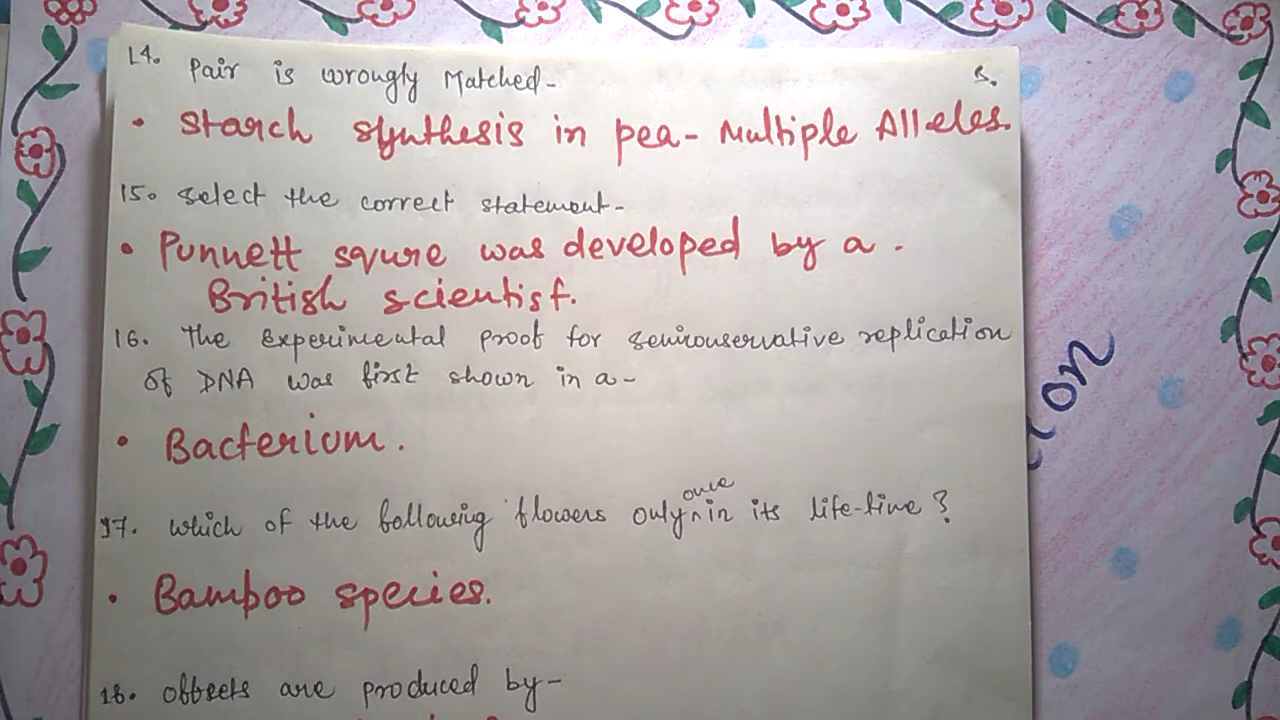 14. Pair is wrongly Matched- 5.
• Starch synthesis in pea- Multiple Alleles.
15. Select the correct statement-
• Punnett squre was developed by a.
British scientist.
16. The Experimental proof for semiconservative replication
of DNA was first shown in a-
• Bacterium.
17. which of the following flowers only once in its life-time?
• Bamboo species.
18. offsets are produced by-